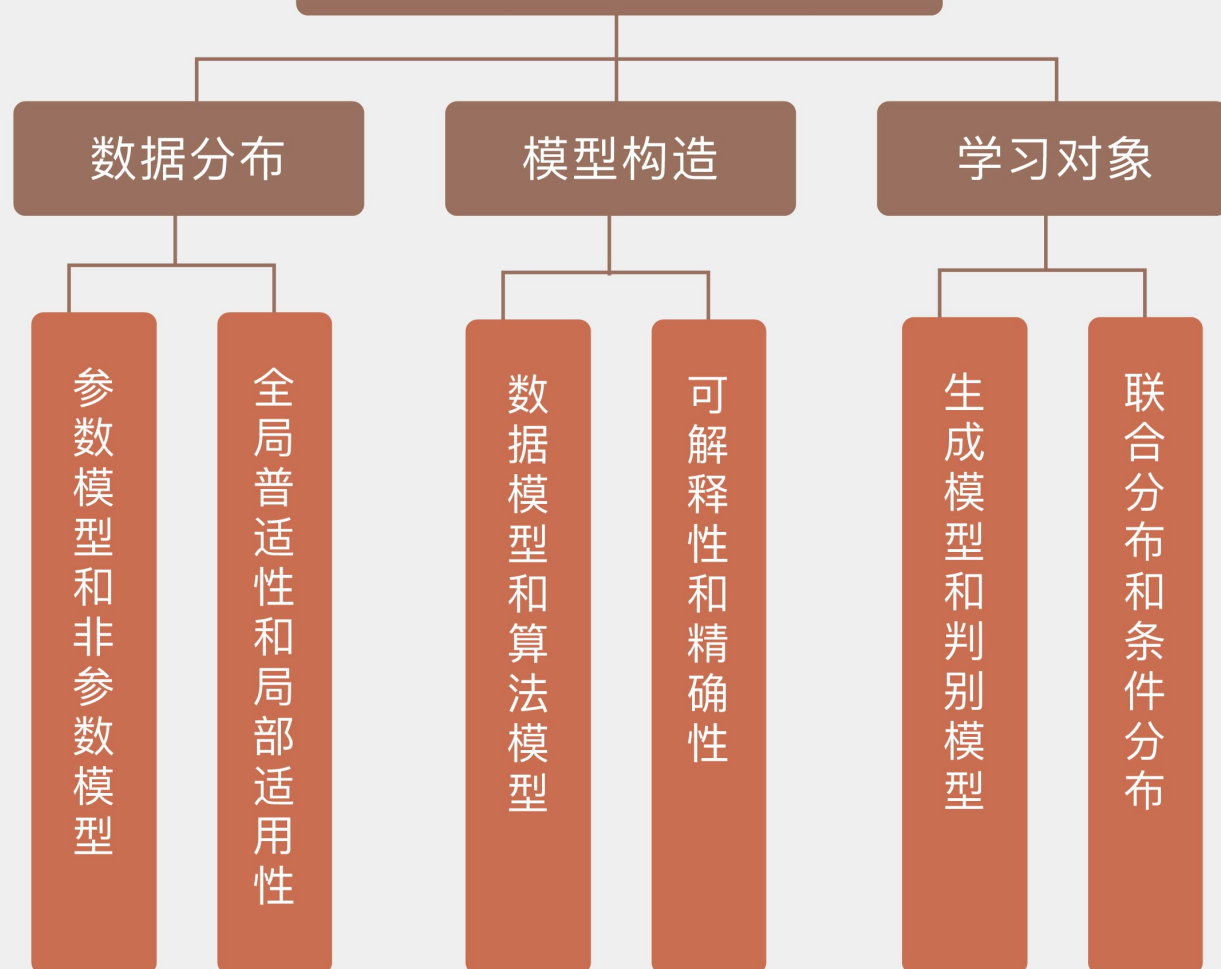 数据分布
模型构造
学习对象
参数模型和非参数模型
全局普适性和局部适用性
数据模型和算法模型
可解释性和精确性
生成模型和判别模型
联合分布和条件分布